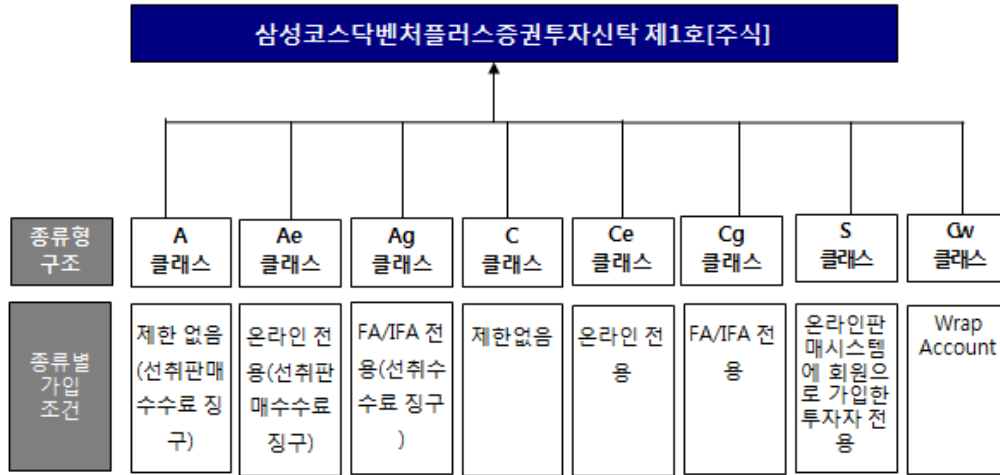 삼성코스닥벤처플러스증권투자신탁 제1호[주식]
종류형
구조
A
클래스
Ae
클래스
Ag
클래스
C
클래스
Ce
클래스
Cg
클래스
S
클래스
Cw
클래스
종류별
가입
조건
제한 없음
(선취판매
수수료 징
구)
온라인 전
용(선취판
매수수료
징구)
FA/IFA 전
용(선취수
수료 징구
)
제한없음
온라인 전
용
FA/IFA 전
용
온라인판
매시스템
에 회원으
로 가입한
투자자 전
용
Wrap
Account